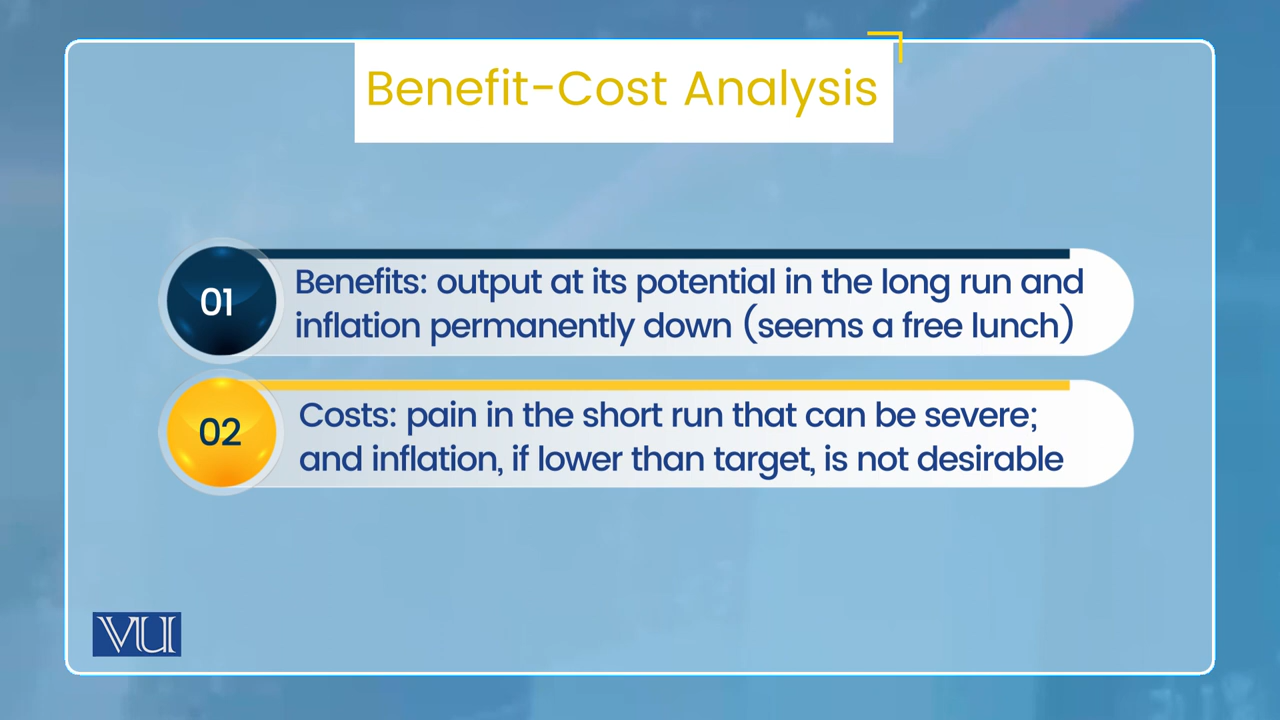 Benefit-Cost Analysis
01
Benefits: output at its potential in the long run and
inflation permanently down (seems a free lunch)
02
Costs: pain in the short run that can be severe;
and inflation, if lower than target, is not desirable
VU